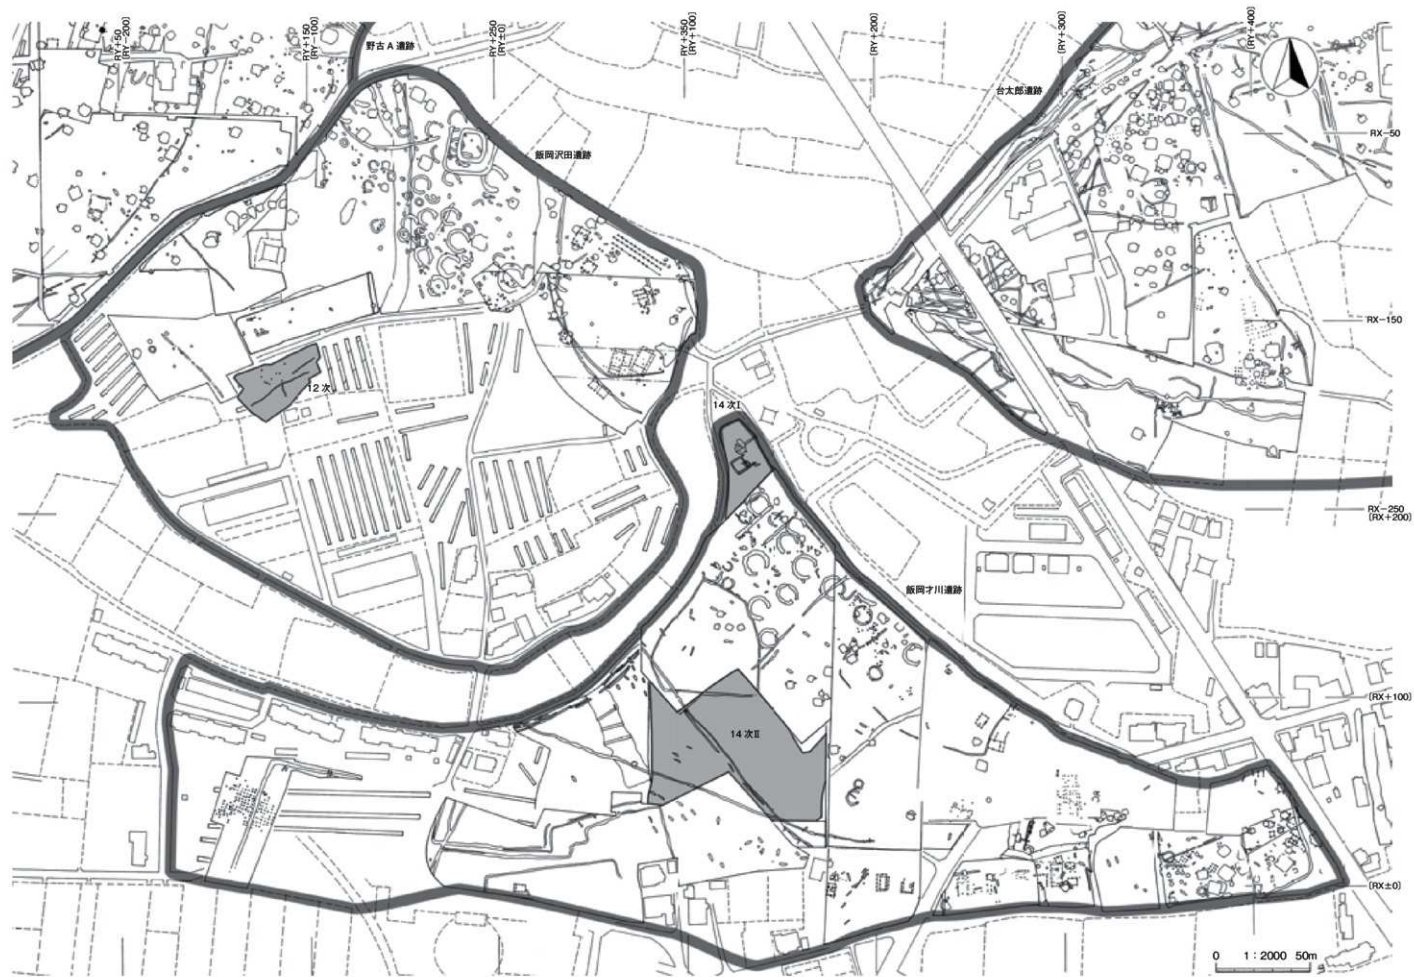 RY+50
[RY-200]
RY+150
[RY-100]
RY+250
[RY±0]
RY+350
[RY+100]
[RY+200]
[RY+300]
[RY+400]
野古A遺跡
台太郎遺跡
RX-50
飯岡沢田遺跡
RX-150
12次
14次Ⅰ
RX-250
[RX+200]
飯岡才川遺跡
[RX+100]
14次Ⅱ
[RX±0]
0 1:2000 50m